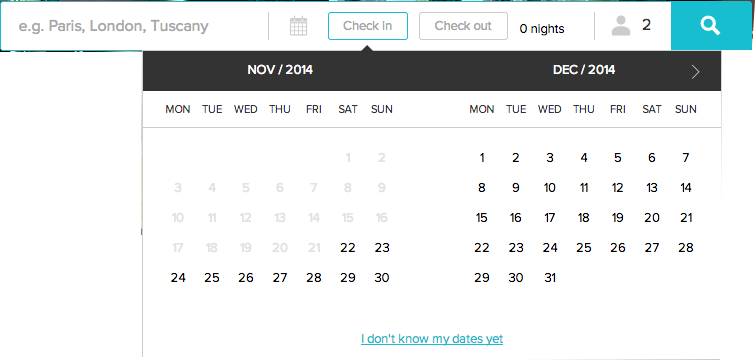 e.g. Paris, London, Tuscany Check in Check out 0 nights 2
NOV / 2014 DEC / 2014
MON TUE WED THU FRI SAT SUN MON TUE WED THU FRI SAT SUN
1 2 1 2 3 4 5 6 7
3 4 5 6 7 8 9 8 9 10 11 12 13 14
10 11 12 13 14 15 16 15 16 17 18 19 20 21
17 18 19 20 21 22 23 22 23 24 25 26 27 28
24 25 26 27 28 29 30 29 30 31
I don't know my dates yet